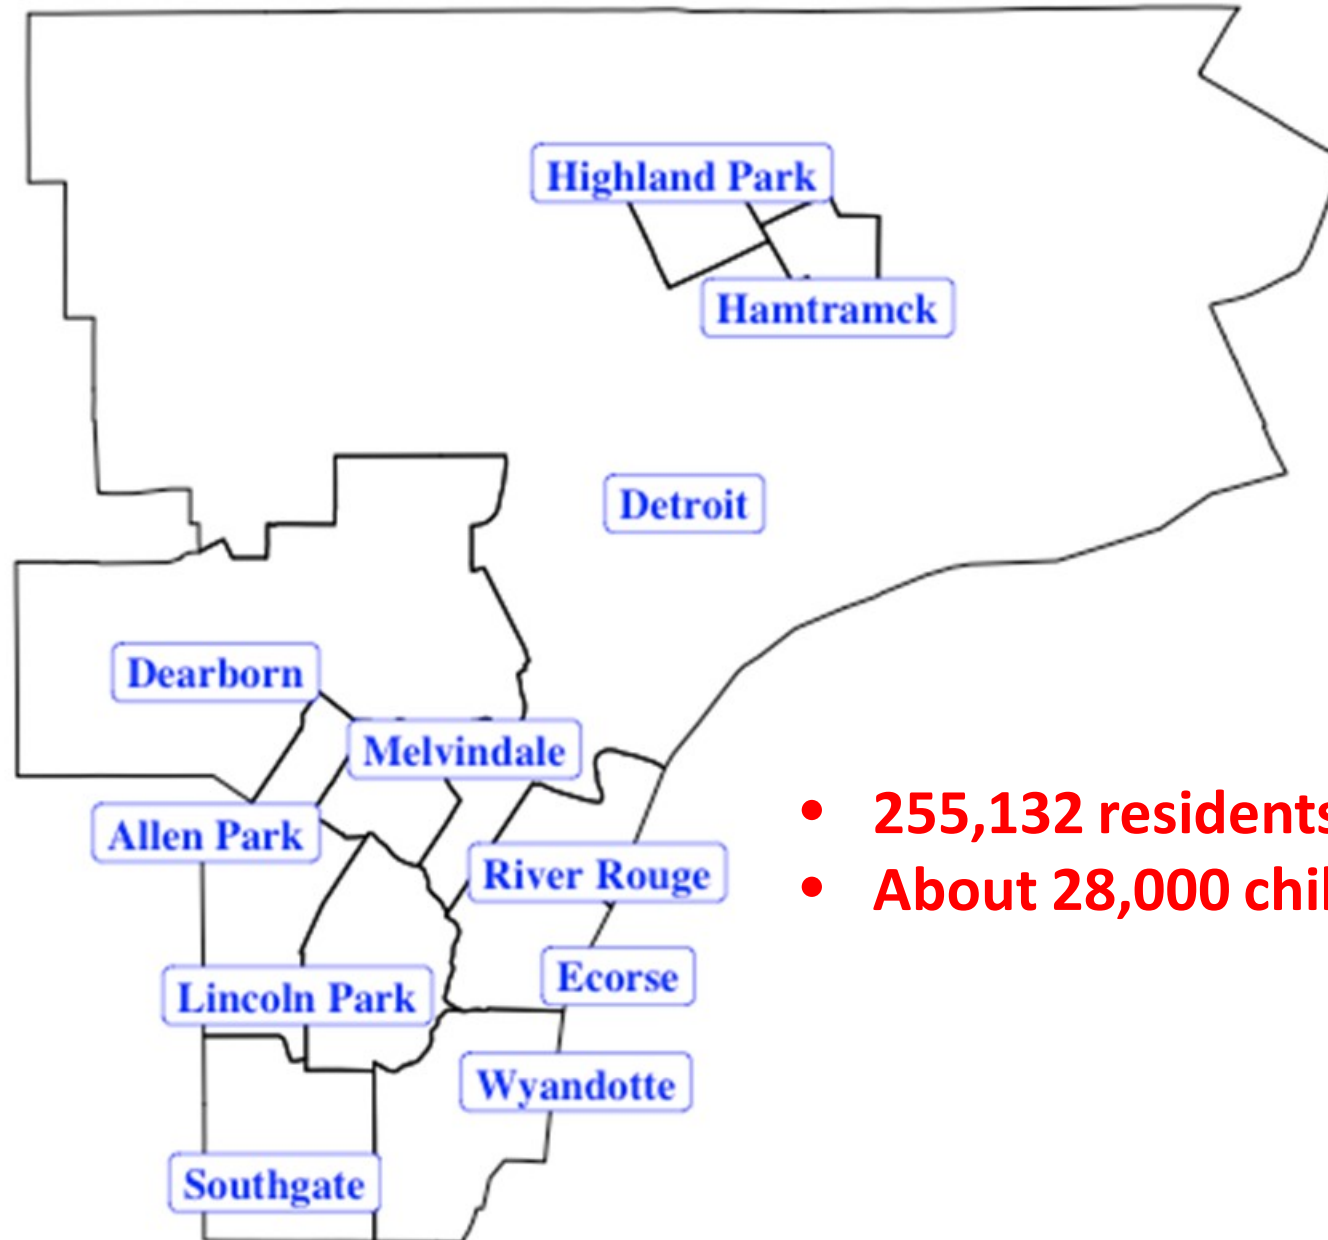 Highland Park
Hamtramck
Detroit
Dearborn
Melvindale
Allen Park
River Rouge
Ecorse
Lincoln Park
Wyandotte
Southgate
• 255,132 residents
• About 28,000 chil